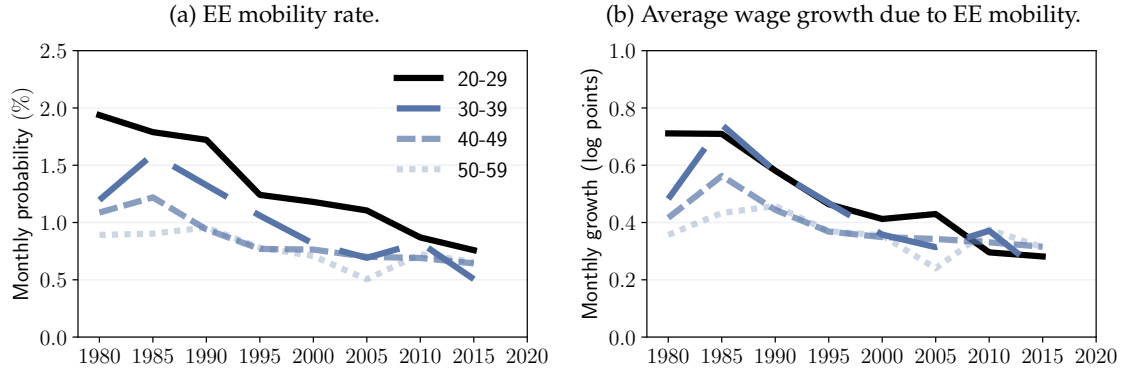 (a) EE mobility rate.
Monthly probability (%)
2.5
2.0
1.5
1.0
0.5
0.0
1980 1985 1990 1995 2000 2005 2010 2015 2020
20-29
30-39
40-49
50-59
(b) Average wage growth due to EE mobility.
Monthly growth (log points)
1.0
0.8
0.6
0.4
0.2
0.0
1980 1985 1990 1995 2000 2005 2010 2015 2020